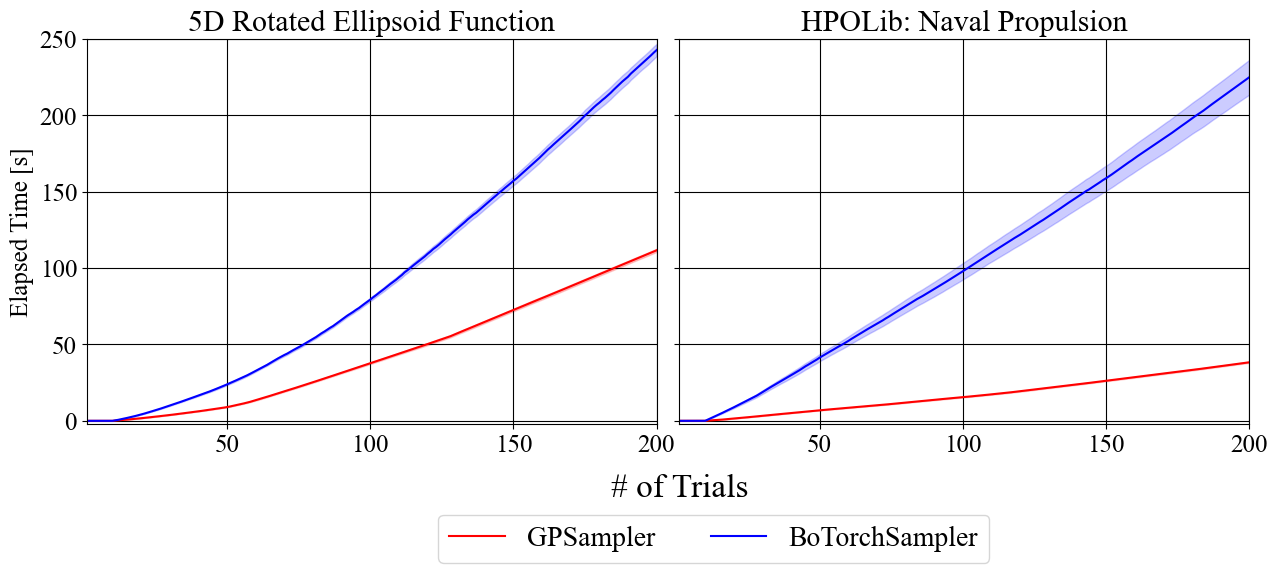 5D Rotated Ellipsoid Function
HPOLib: Naval Propulsion
Elapsed Time [s]
250
200
150
100
50
0
50 100 150 200
50 100 150 200
# of Trials
GPSampler BoTorchSampler